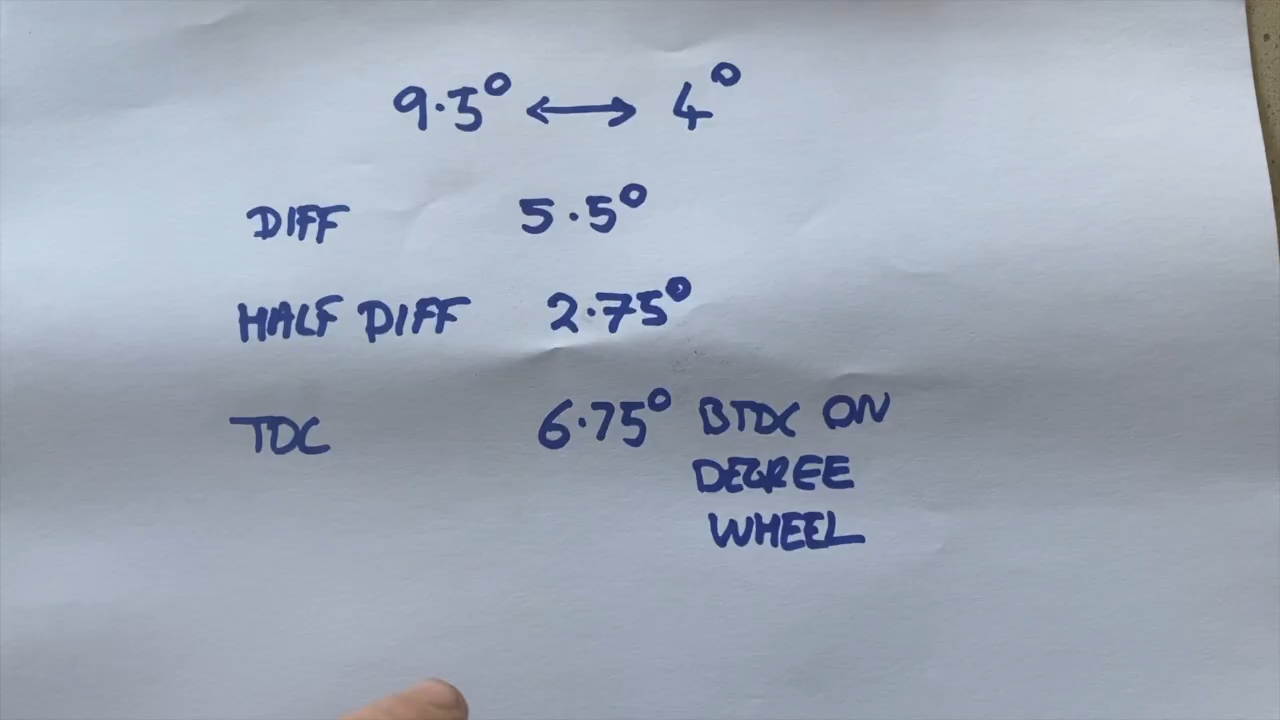 9.5° ↔ 4°
DIFF 5.5°
HALF DIFF 2.75°
TDC 6.75° BTDC ON
DEGREE
WHEEL